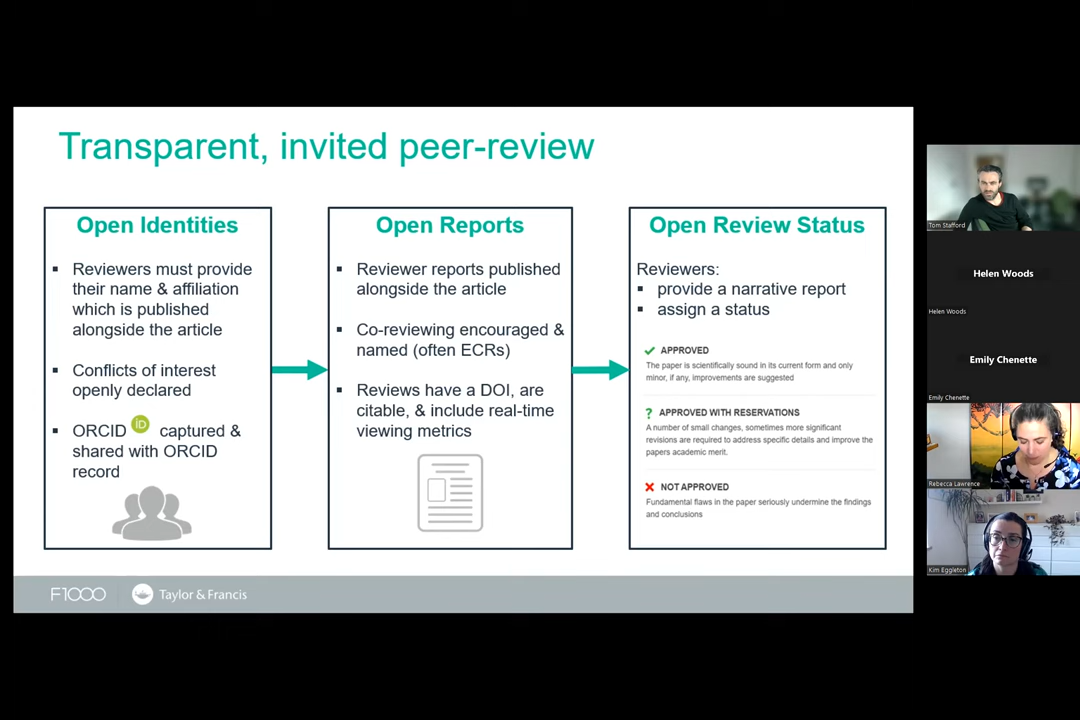 Transparent, invited peer-review
Open Identities
▪ Reviewers must provide
their name & affiliation
which is published
alongside the article
▪ Conflicts of interest
openly declared
▪ ORCID iD captured &
shared with ORCID
record
Open Reports
▪ Reviewer reports published
alongside the article
▪ Co-reviewing encouraged &
named (often ECRs)
▪ Reviews have a DOI, are
citable, & include real-time
viewing metrics
Open Review Status
Reviewers:
▪ provide a narrative report
▪ assign a status
✓ APPROVED
The paper is scientifically sound in its current form and only
minor, if any, improvements are suggested
? APPROVED WITH RESERVATIONS
A number of small changes, sometimes more significant
revisions are required to address specific details and improve the
papers academic merit.
✗ NOT APPROVED
Fundamental flaws in the paper seriously undermine the findings
and conclusions
F1000
Taylor & Francis
Tom Stafford
Helen Woods
Helen Woods
Emily Chenette
Emily Chenette
Rebecca Lawrence
Kim Eggleton